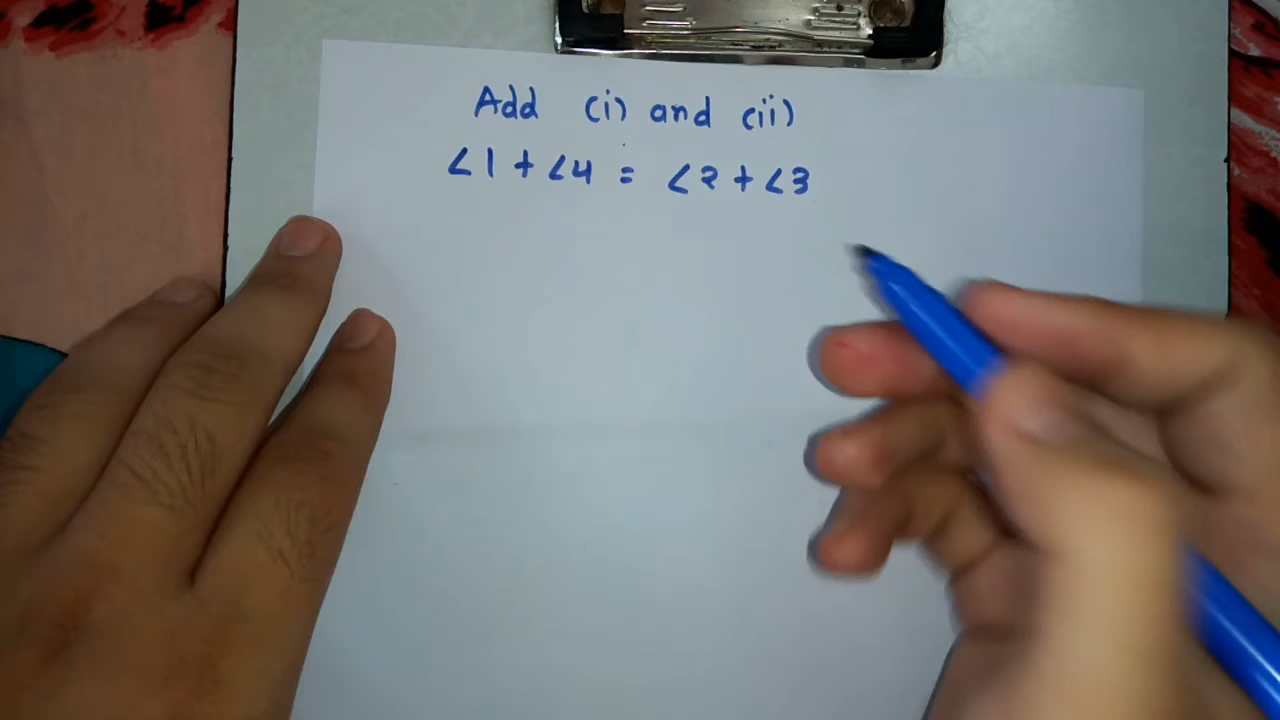 Add (i) and (ii)
∠1 + ∠4 = ∠2 + ∠3